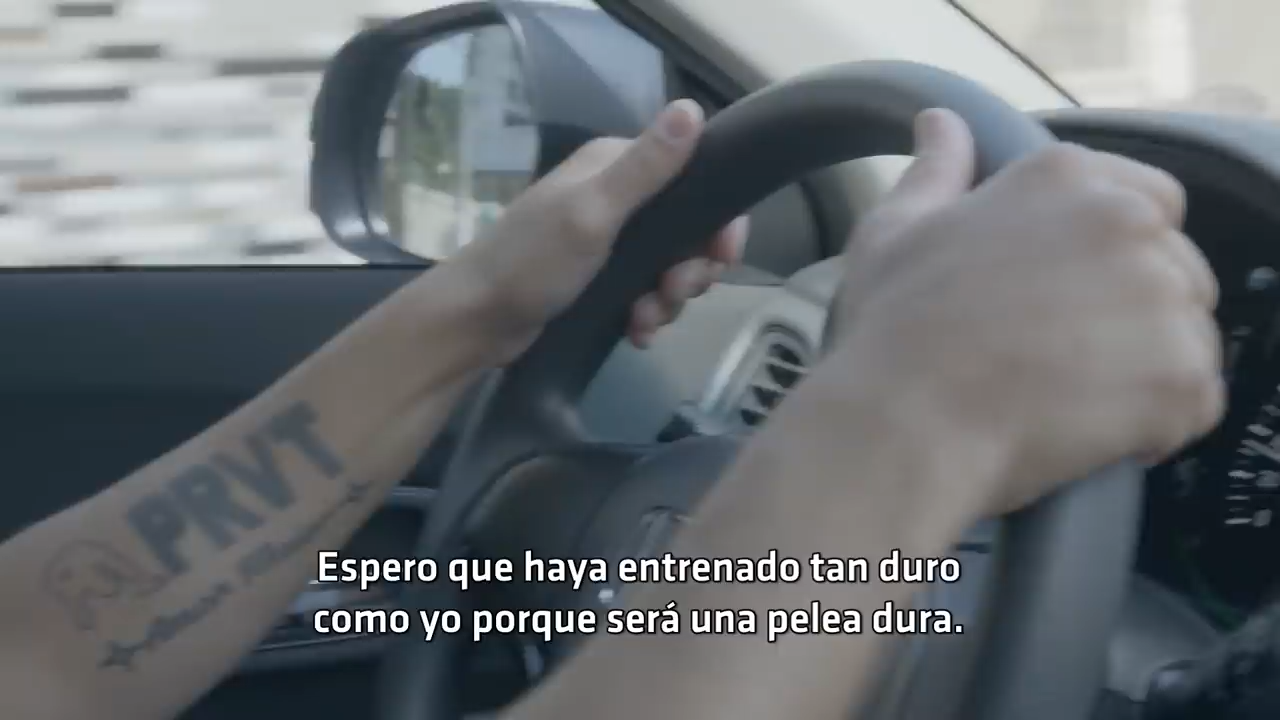 PRVT
Espero que haya entrenado tan duro
como yo porque será una pelea dura.